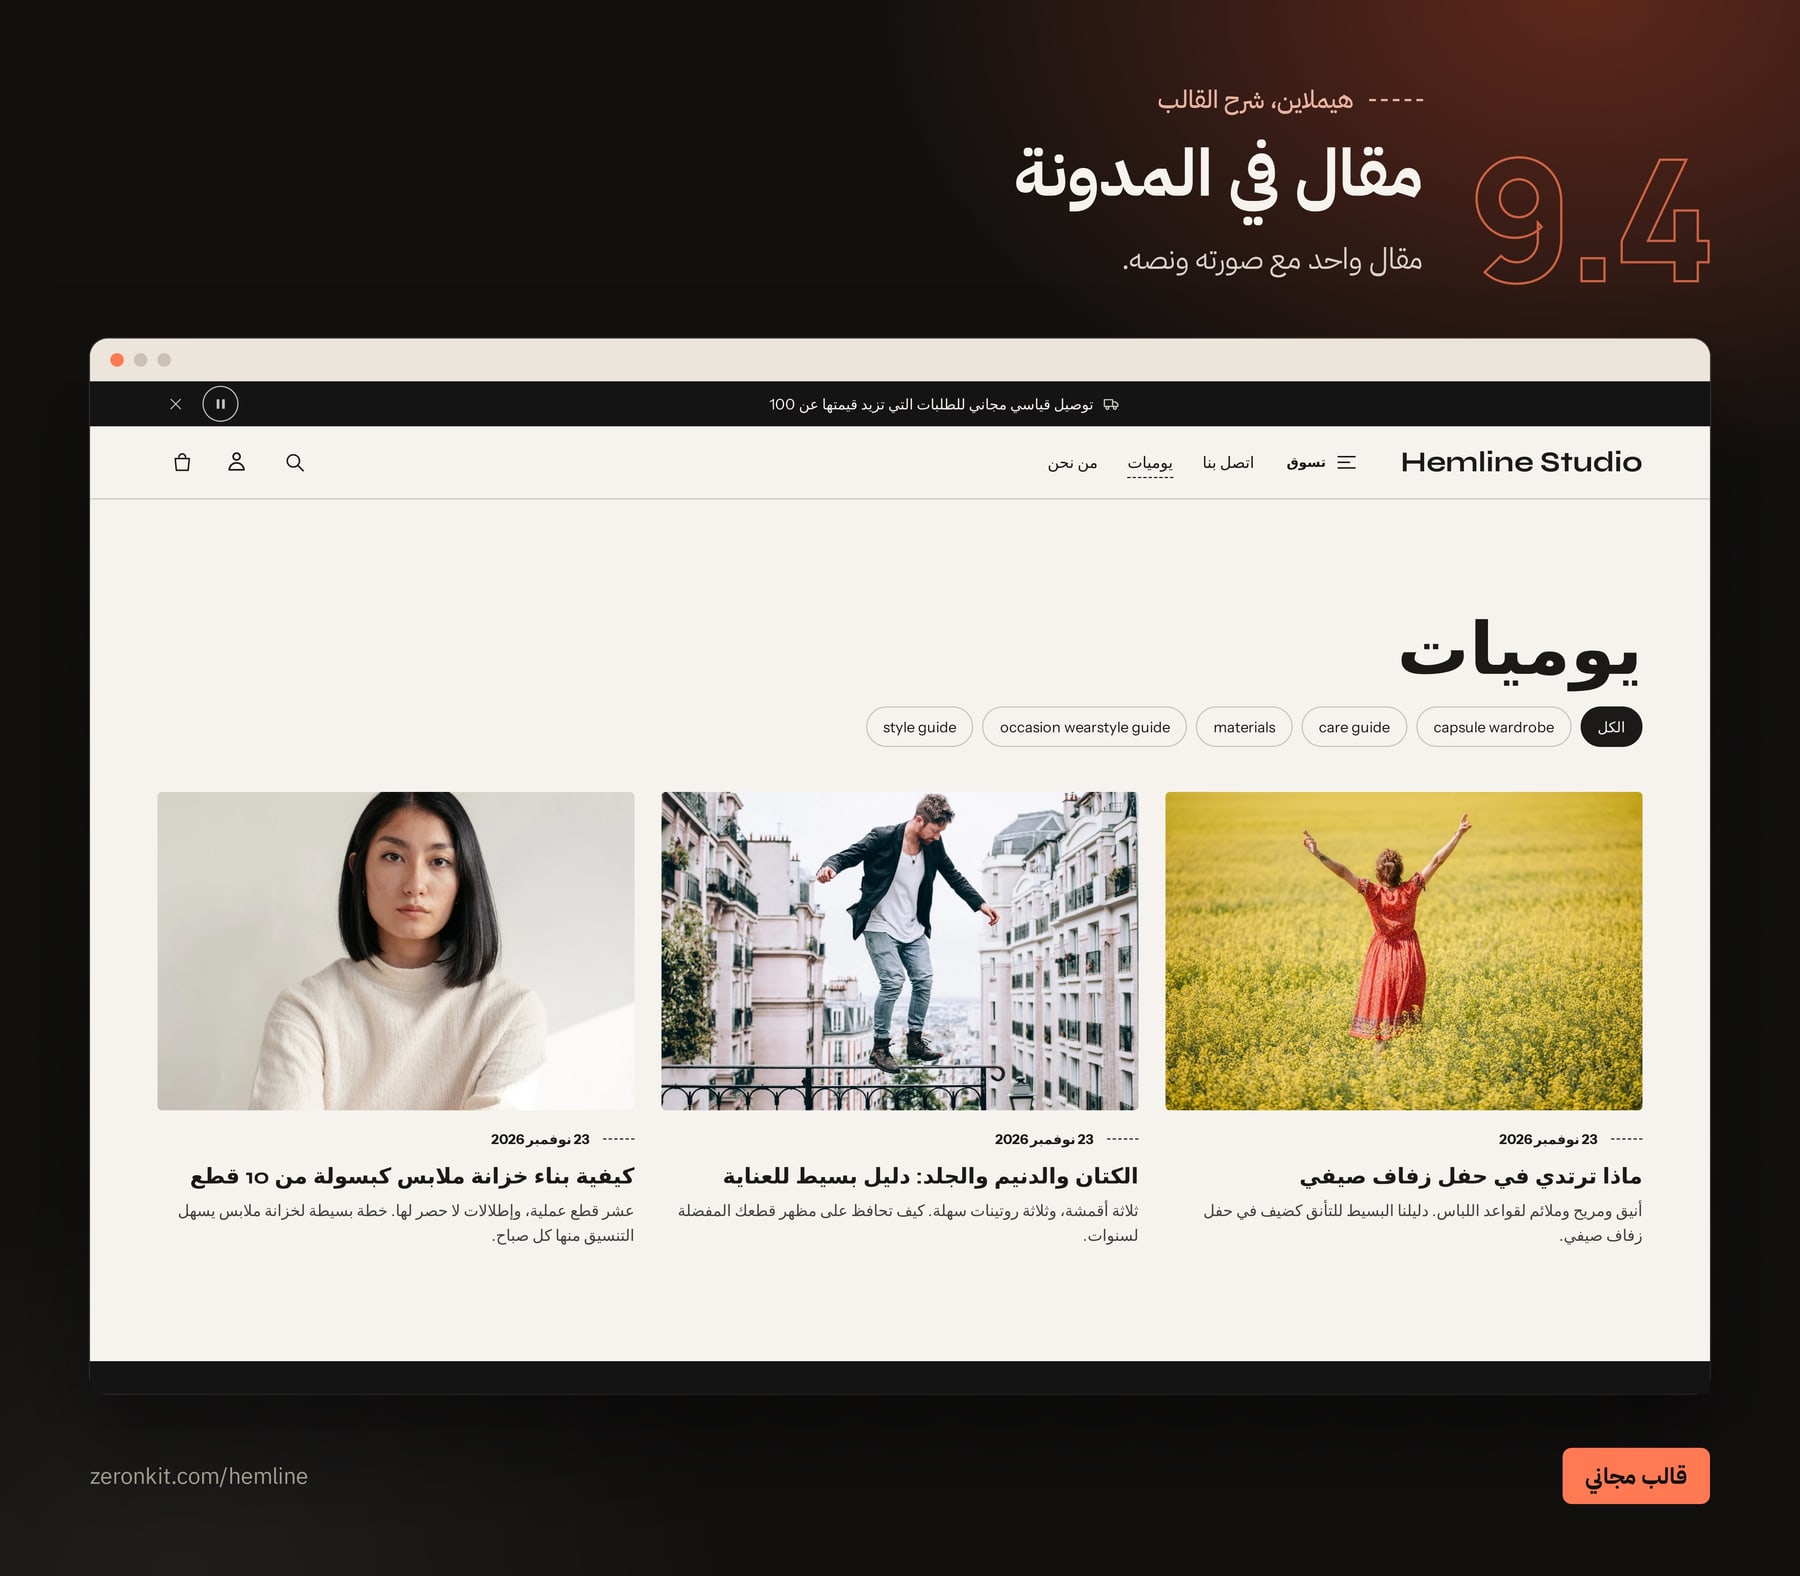 هيملاين، شرح القالب
9.4
مقال في المدونة
مقال واحد مع صورته ونصه.
توصيل قياسي مجاني للطلبات التي تزيد قيمتها عن 100
Hemline Studio
تسوق
اتصل بنا
يوميات
من نحن
يوميات
الكل
capsule wardrobe
care guide
materials
occasion wearstyle guide
style guide
23 نوفمبر 2026
ماذا ترتدي في حفل زفاف صيفي
أنيق ومريح وملائم لقواعد اللباس. دليلنا البسيط للتأنق كضيف في حفل
زفاف صيفي.
23 نوفمبر 2026
الكتان والدنيم والجلد: دليل بسيط للعناية
ثلاثة أقمشة، وثلاثة روتينات سهلة. كيف تحافظ على مظهر قطعك المفضلة
لسنوات.
23 نوفمبر 2026
كيفية بناء خزانة ملابس كبسولة من 10 قطع
عشر قطع عملية، وإطلالات لا حصر لها. خطة بسيطة لخزانة ملابس يسهل
التنسيق منها كل صباح.
قالب مجاني
zeronkit.com/hemline